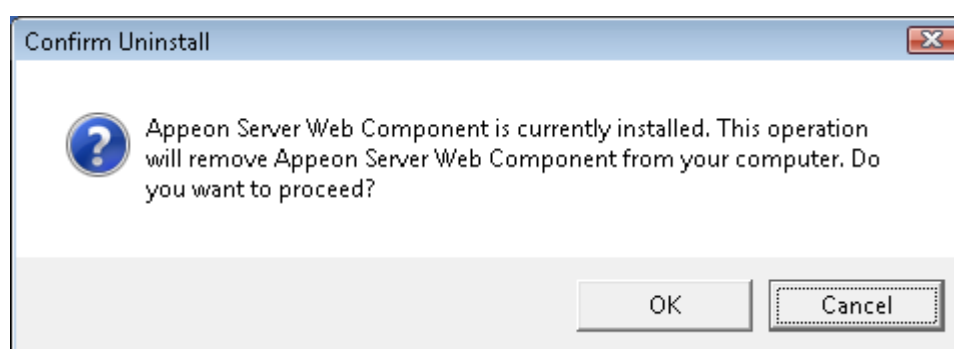 Confirm Uninstall
Appeon Server Web Component is currently installed. This operation
will remove Appeon Server Web Component from your computer. Do
you want to proceed?
OK
Cancel